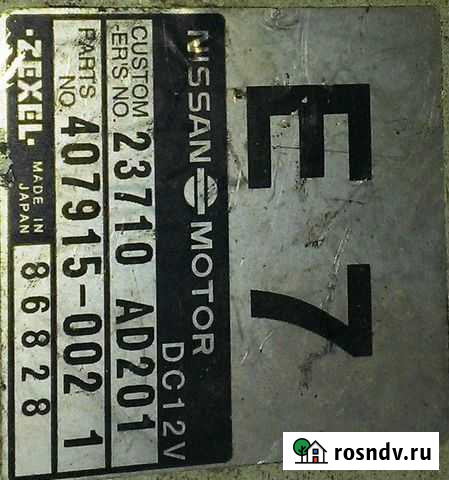 E 7
NISSAN MOTOR
DC12V
CUSTOM
-ER'S NO. 23710 AD201
PARTS
NO. 407915-002 1
·ZEXEL· MADE IN
JAPAN 86828
rosndv.ru